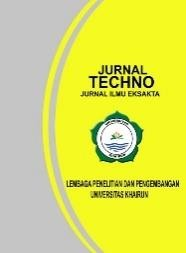 JURNAL
TECHNO
JURNAL ILMU EKSAKTA
LEMBAGA PENELITIAN DAN PENGEMBANGAN
UNIVERSITAS KHAIRUN